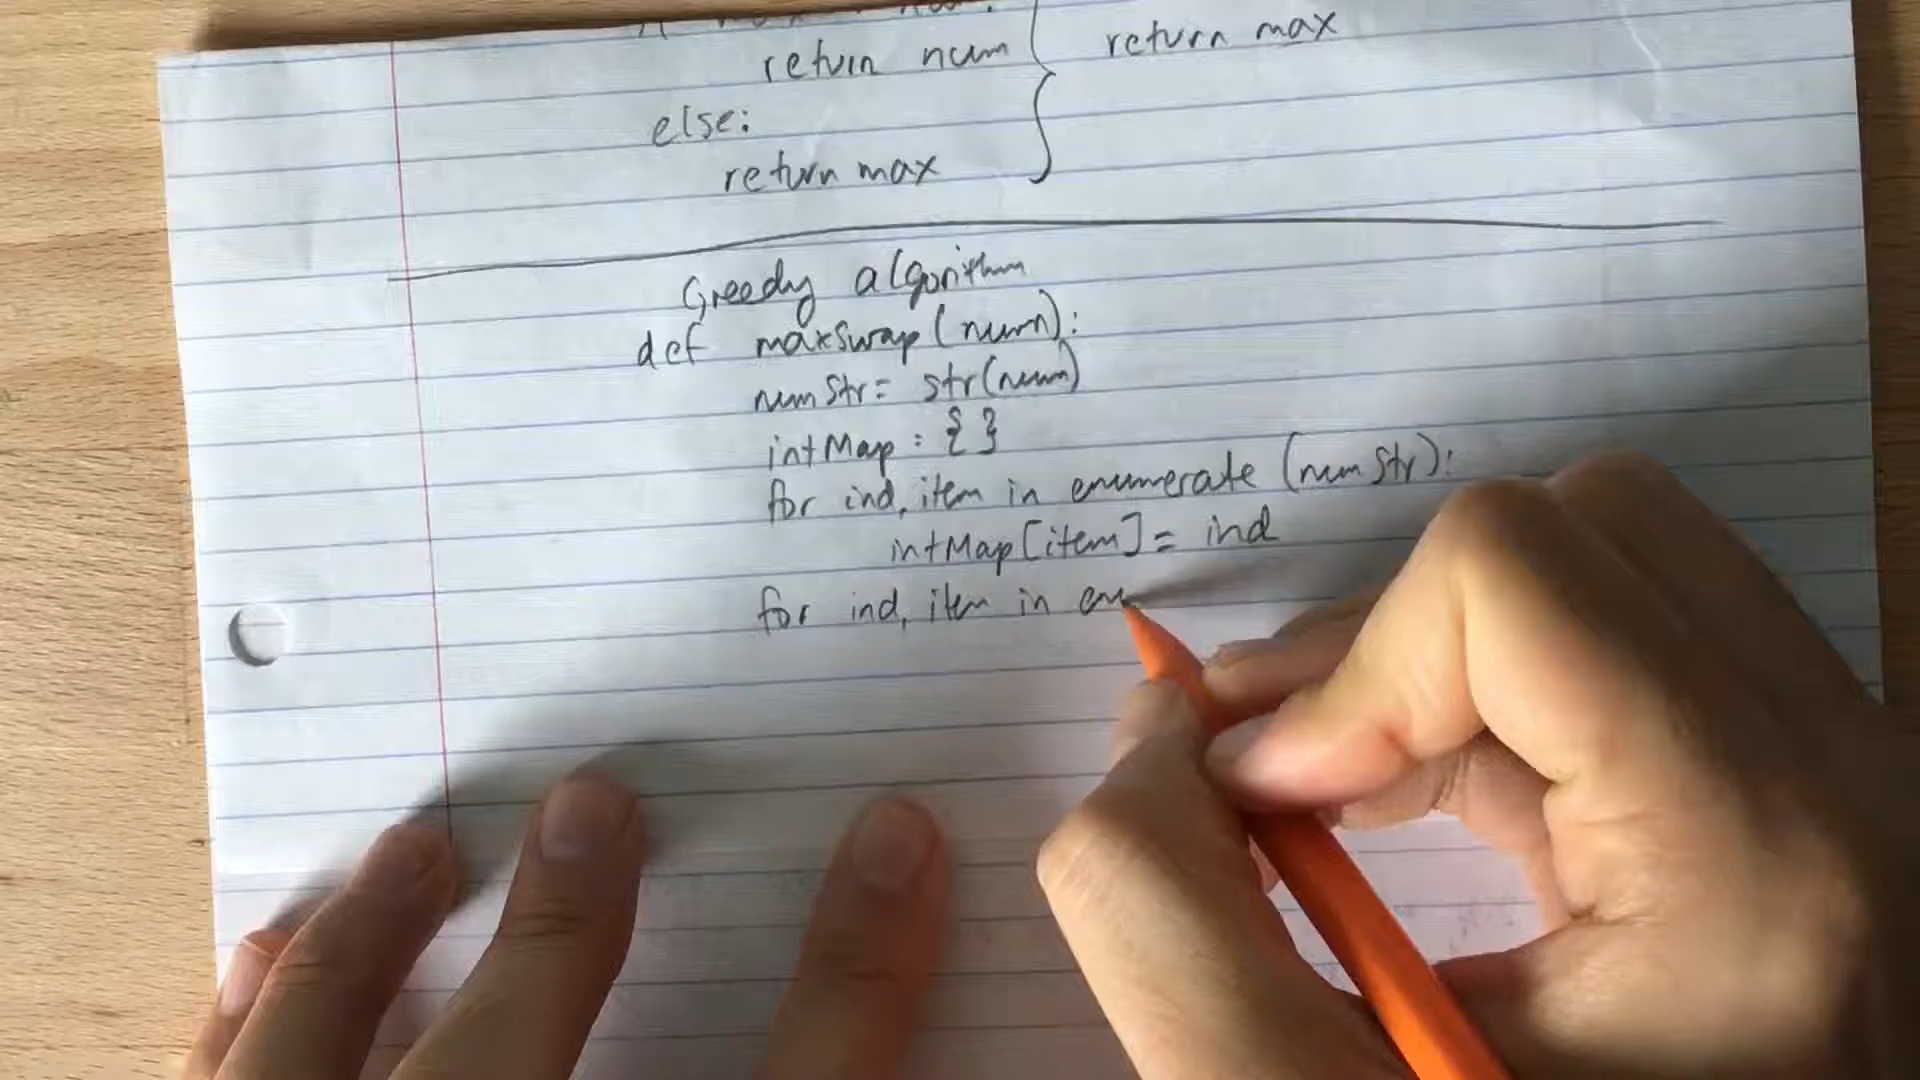 return num
return max
else:
return max
Greedy algorithm
def maxSwap(num):
numStr = str(num)
intMap = {}
for ind, item in enumerate (numStr):
intMap[item] = ind
for ind, item in enu